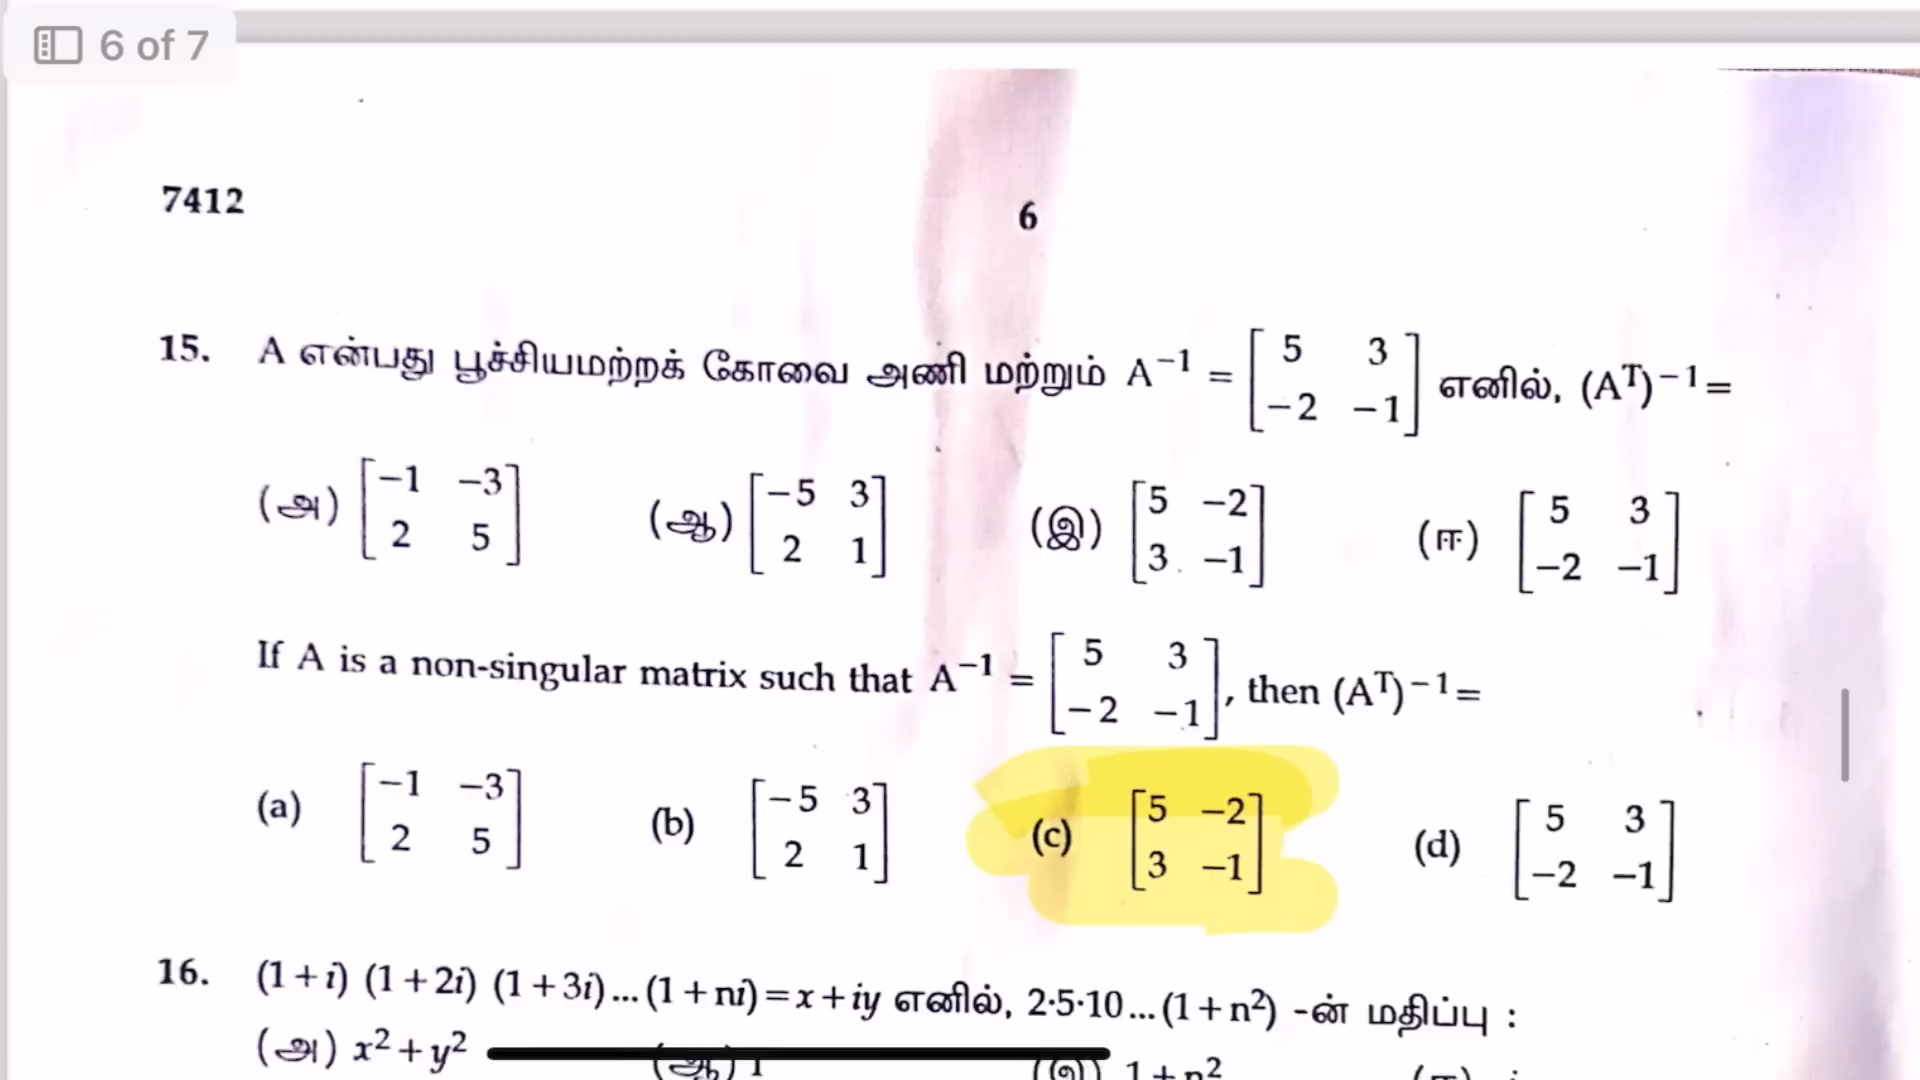 6 of 7
7412
6
15. A என்பது பூச்சியமற்றக் கோவை அணி மற்றும் A⁻¹ = [5 3; −2 −1] எனில், (Aᵀ)⁻¹ =
(அ) [−1 −3; 2 5] (ஆ) [−5 3; 2 1] (இ) [5 −2; 3 −1] (ஈ) [5 3; −2 −1]
If A is a non-singular matrix such that A⁻¹ = [5 3; −2 −1], then (Aᵀ)⁻¹ =
(a) [−1 −3; 2 5] (b) [−5 3; 2 1] (c) [5 −2; 3 −1] (d) [5 3; −2 −1]
16. (1+i) (1+2i) (1+3i)...(1+ni)=x+iy எனில், 2·5·10...(1+n²) -ன் மதிப்பு :
(அ) x²+y² (ஆ) 1 (இ) 1+n²